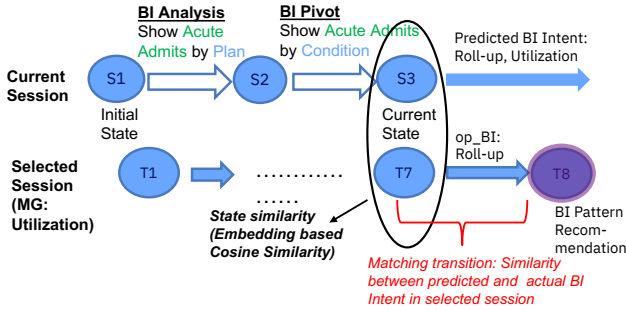 BI Analysis
Show Acute
Admits by Plan
BI Pivot
Show Acute Admits
by Condition
Predicted BI Intent:
Roll-up, Utilization
Current
Session
S1
S2
S3
Initial
State
Current
State
op_BI:
Roll-up
Selected
Session
(MG:
Utilization)
T1
............
......
T7
T8
State similarity
(Embedding based
Cosine Similarity)
BI Pattern
Recom-
mendation
Matching transition: Similarity
between predicted and actual BI
Intent in selected session